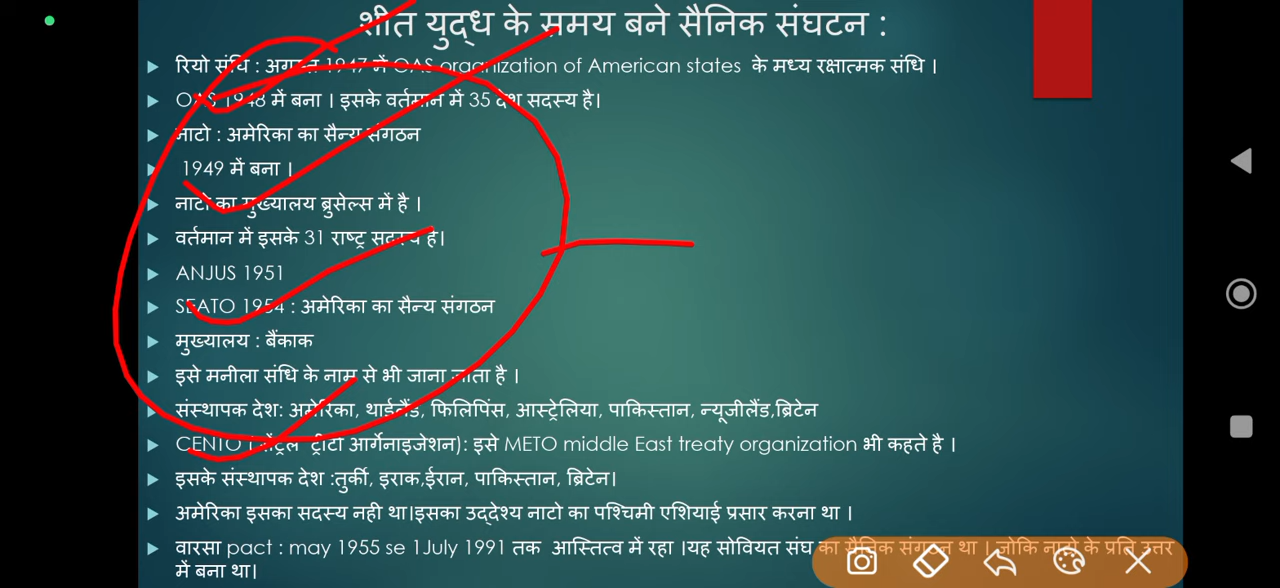 शीत युद्ध के समय बने सैनिक संघटन :
रियो संधि : अगस्त 1947 में OAS organization of American states के मध्य रक्षात्मक संधि ।
OAS 1948 में बना । इसके वर्तमान में 35 देश सदस्य है।
नाटो : अमेरिका का सैन्य संगठन
1949 में बना ।
नाटो का मुख्यालय ब्रुसेल्स में है ।
वर्तमान में इसके 31 राष्ट्र सदस्य है।
ANJUS 1951
SEATO 1954 : अमेरिका का सैन्य संगठन
मुख्यालय : बैंकाक
इसे मनीला संधि के नाम से भी जाना जाता है ।
संस्थापक देश: अमेरिका, थाईलैंड, फिलिपिंस, आस्ट्रेलिया, पाकिस्तान, न्यूजीलैंड,ब्रिटेन
CENTO (सेंट्रल ट्रीटी आर्गेनाइजेशन): इसे METO middle East treaty organization भी कहते है ।
इसके संस्थापक देश :तुर्की, इराक,ईरान, पाकिस्तान, ब्रिटेन।
अमेरिका इसका सदस्य नही था।इसका उद्देश्य नाटो का पश्चिमी एशियाई प्रसार करना था ।
वारसा pact : may 1955 se 1July 1991 तक आस्तित्व में रहा ।यह सोवियत संघ का सैनिक संगठन था । जोकि नाटो के प्रति उत्तर
में बना था।